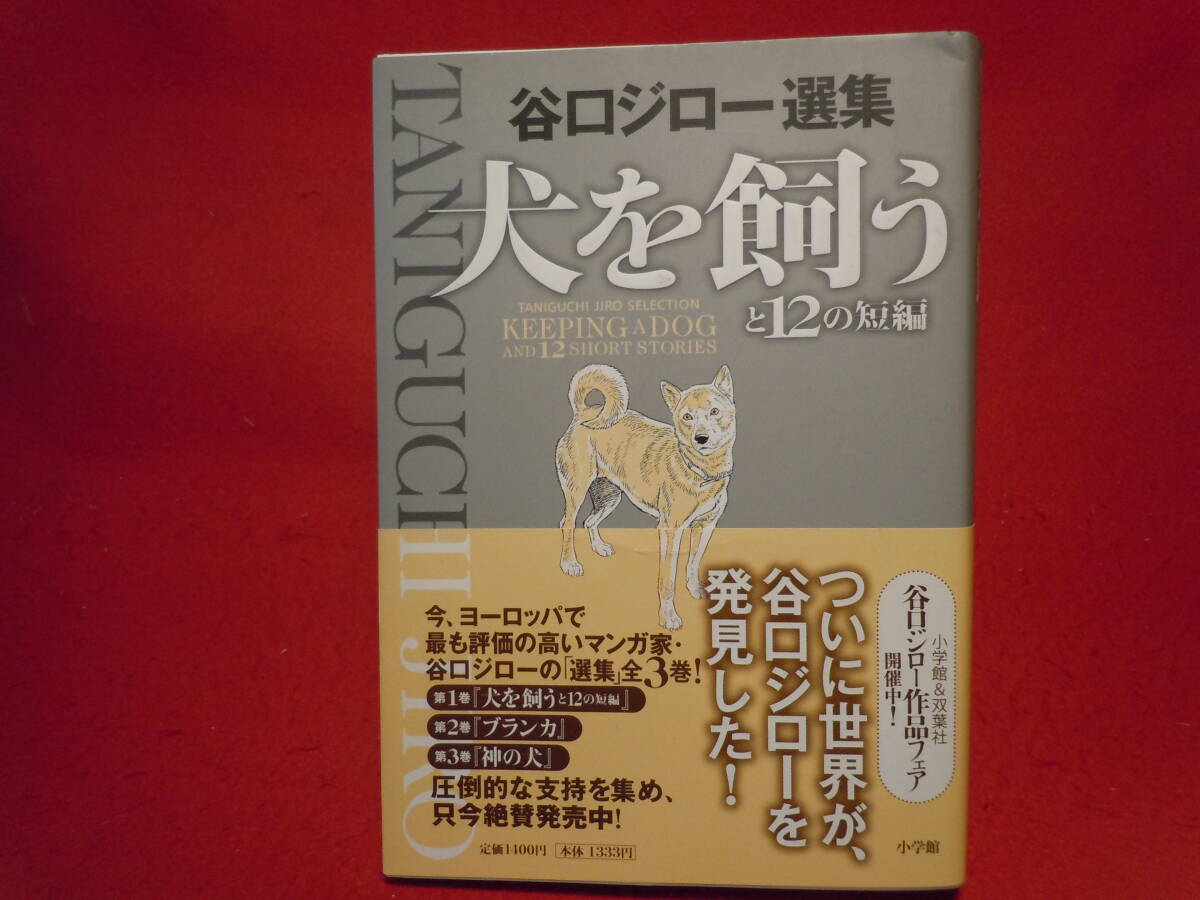 TANIGUCHI JIRO
谷口ジロー選集
犬を飼う
と12の短編
TANIGUCHI JIRO SELECTION
KEEPING A DOG
AND 12 SHORT STORIES
小学館&双葉社
谷口ジロー作品フェア
開催中!
ついに世界が、
谷口ジローを
発見した!
今、ヨーロッパで
最も評価の高いマンガ家・
谷口ジローの「選集」全3巻!
第1巻『犬を飼うと12の短編』
第2巻『ブランカ』
第3巻『神の犬』
圧倒的な支持を集め、
只今絶賛発売中!
定価1400円 本体 1333円
小学館